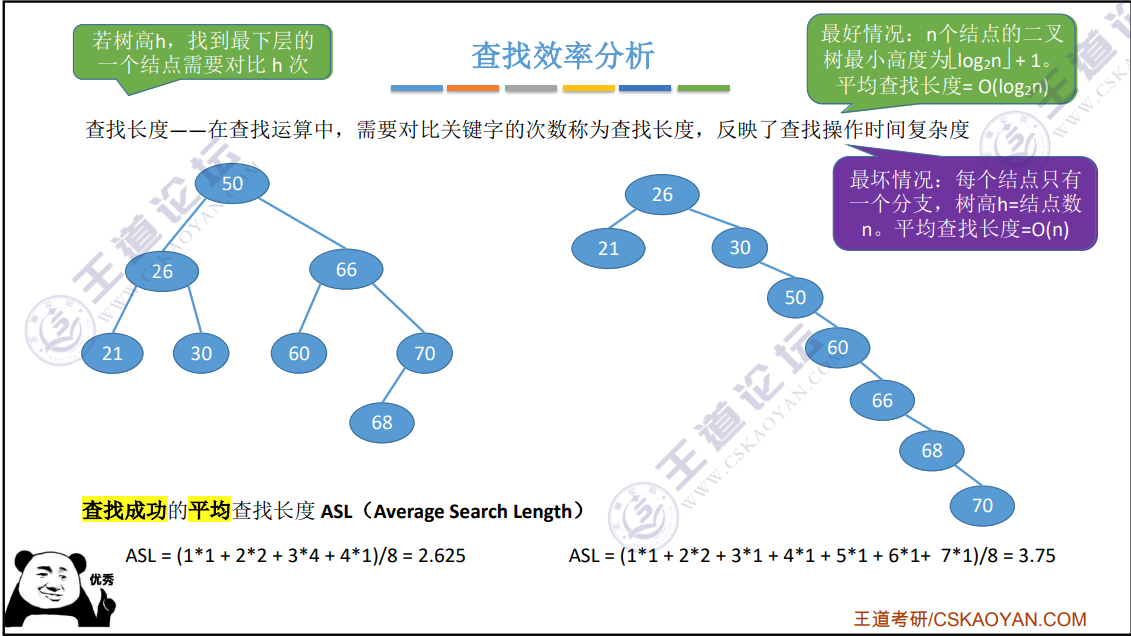 若树高h，找到最下层的
一个结点需要对比 h 次
查找效率分析
最好情况：n个结点的二叉
树最小高度为⌊log₂n⌋ + 1。
平均查找长度= O(log₂n)
查找长度——在查找运算中，需要对比关键字的次数称为查找长度，反映了查找操作时间复杂度
最坏情况：每个结点只有
一个分支，树高h=结点数
n。平均查找长度=O(n)
50
26
66
21
30
60
70
68
26
21
30
50
60
66
68
70
查找成功的平均查找长度 ASL（Average Search Length）
ASL = (1*1 + 2*2 + 3*4 + 4*1)/8 = 2.625
ASL = (1*1 + 2*2 + 3*1 + 4*1 + 5*1 + 6*1+ 7*1)/8 = 3.75
优秀
王道考研/CSKAOYAN.COM
王道论坛
WWW.CSKAOYAN.COM
王道论坛
WWW.CSKAOYAN.COM